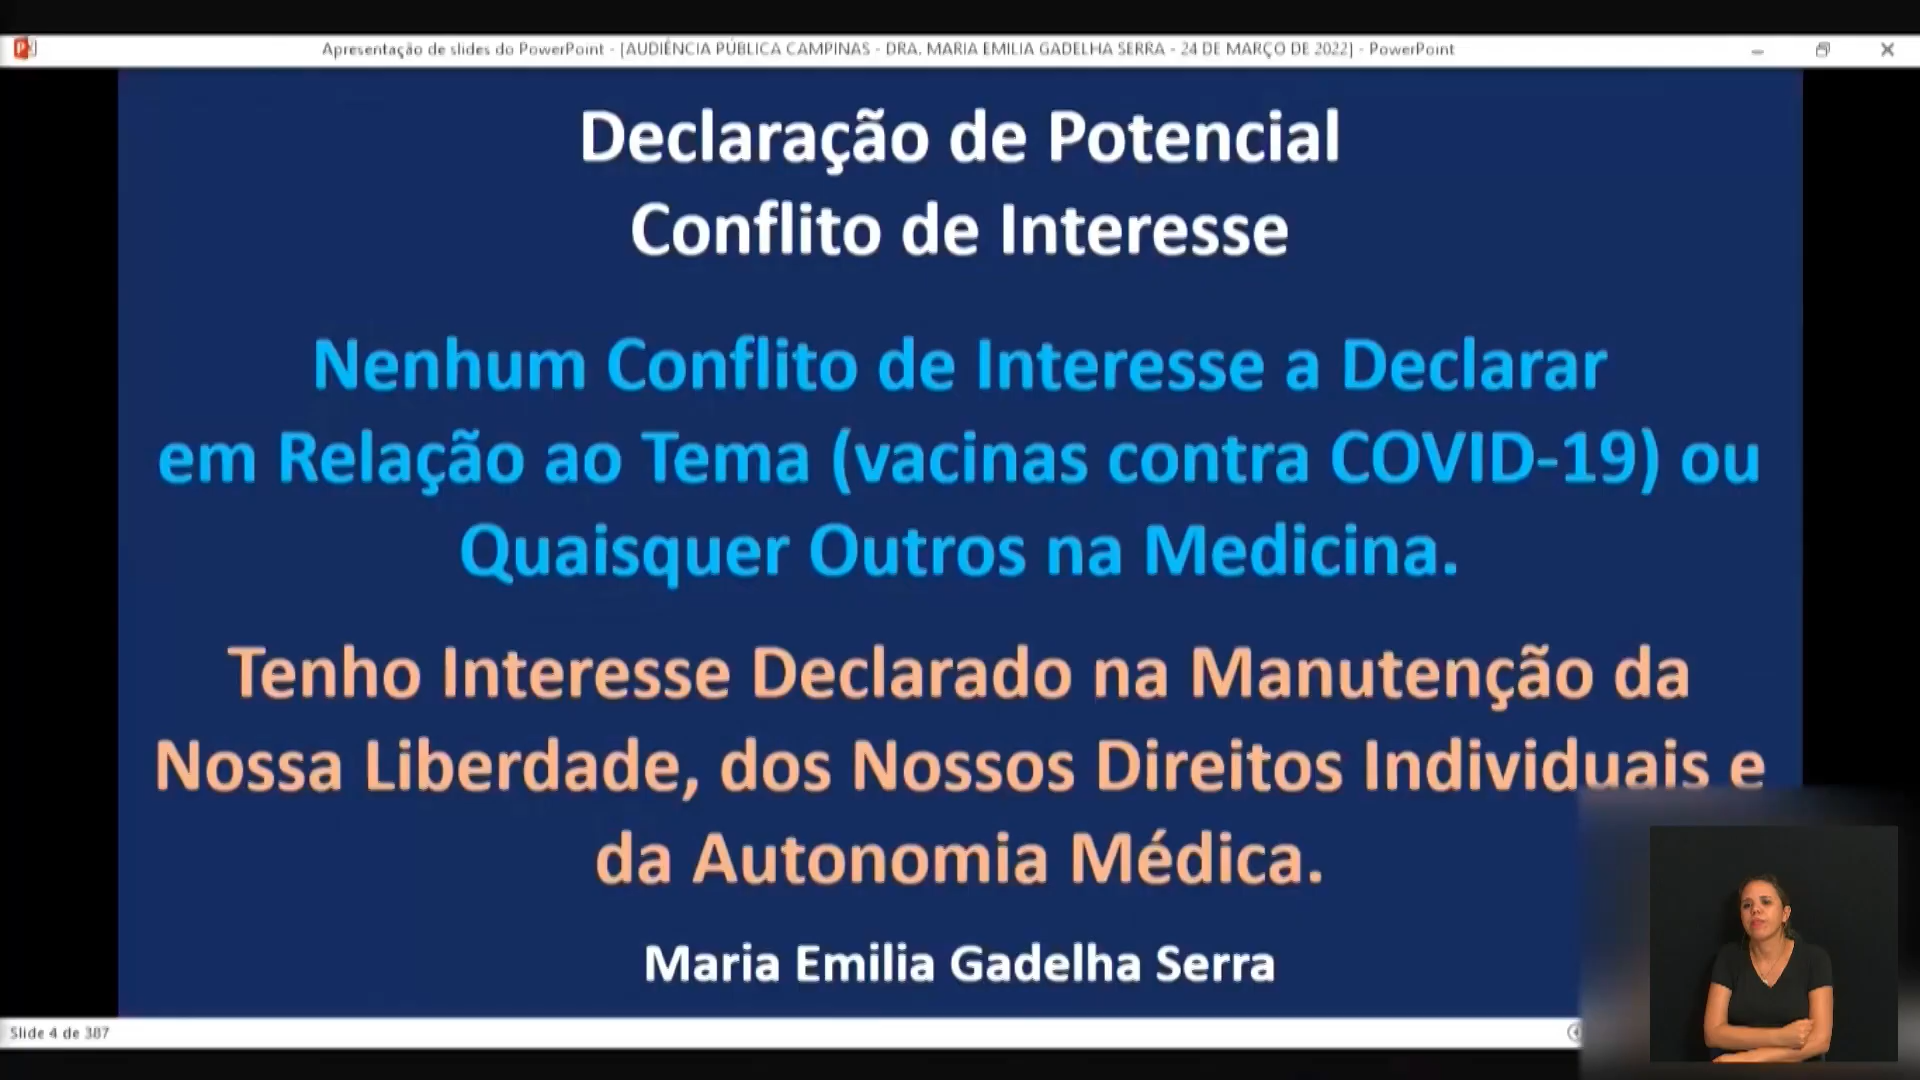 Apresentação de slides do PowerPoint - [AUDIÊNCIA PÚBLICA CAMPINAS - DRA. MARIA EMILIA GADELHA SERRA - 24 DE MARÇO DE 2022] - PowerPoint
Declaração de Potencial
Conflito de Interesse
Nenhum Conflito de Interesse a Declarar
em Relação ao Tema (vacinas contra COVID-19) ou
Quaisquer Outros na Medicina.
Tenho Interesse Declarado na Manutenção da
Nossa Liberdade, dos Nossos Direitos Individuais e
da Autonomia Médica.
Maria Emilia Gadelha Serra
Slide 4 de 387